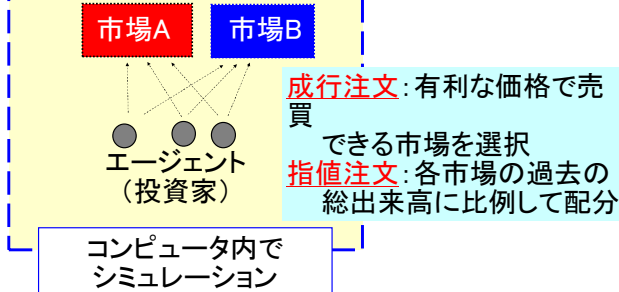 市場A
市場B
成行注文:有利な価格で売
買
できる市場を選択
指値注文:各市場の過去の
総出来高に比例して配分
エージェント
(投資家)
コンピュータ内で
シミュレーション